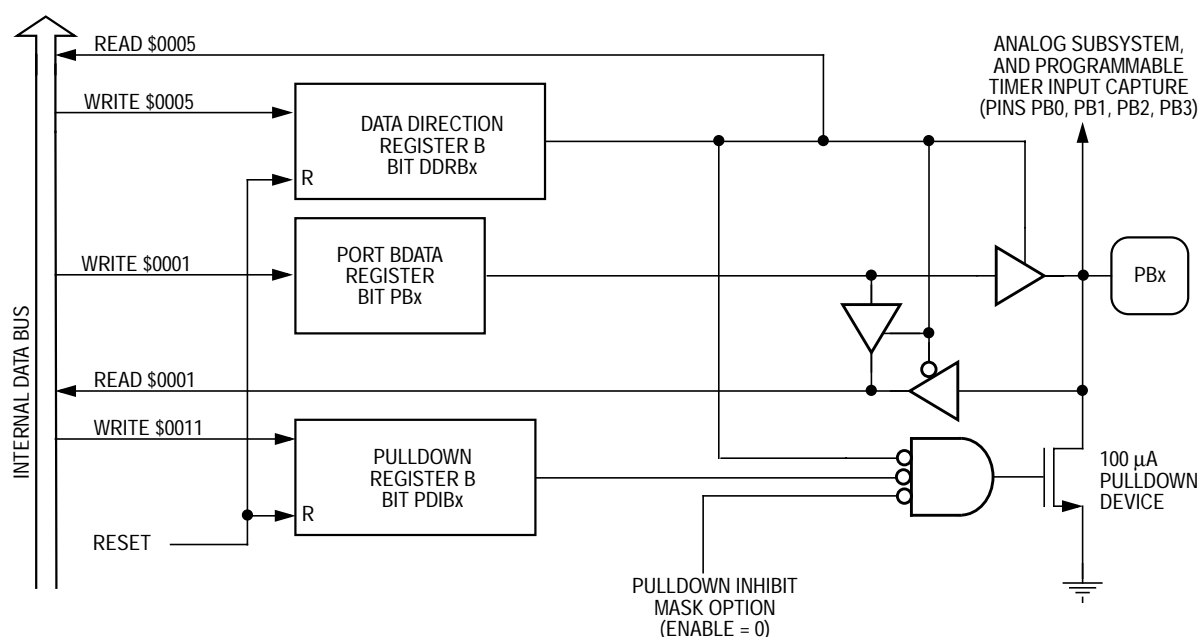 READ $0005
ANALOG SUBSYSTEM,
AND PROGRAMMABLE
TIMER INPUT CAPTURE
(PINS PB0, PB1, PB2, PB3)
WRITE $0005
DATA DIRECTION
REGISTER B
BIT DDRBx
R
WRITE $0001
PORT BDATA
REGISTER
BIT PBx
PBx
INTERNAL DATA BUS
READ $0001
WRITE $0011
PULLDOWN
REGISTER B
BIT PDIBx
R
100 µA
PULLDOWN
DEVICE
RESET
PULLDOWN INHIBIT
MASK OPTION
(ENABLE = 0)